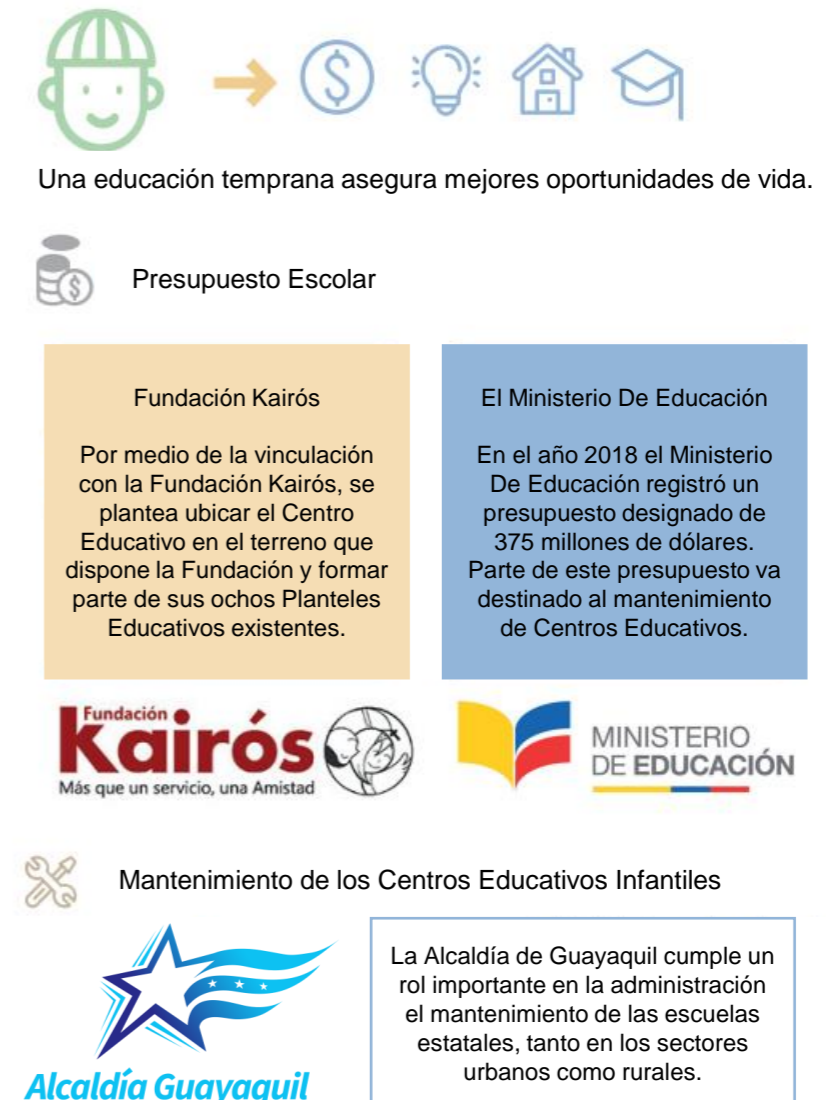 Una educación temprana asegura mejores oportunidades de vida.
Presupuesto Escolar
Fundación Kairós
Por medio de la vinculación
con la Fundación Kairós, se
plantea ubicar el Centro
Educativo en el terreno que
dispone la Fundación y formar
parte de sus ochos Planteles
Educativos existentes.
El Ministerio De Educación
En el año 2018 el Ministerio
De Educación registró un
presupuesto designado de
375 millones de dólares.
Parte de este presupuesto va
destinado al mantenimiento
de Centros Educativos.
Fundación
Kairós
Más que un servicio, una Amistad
MINISTERIO
DE EDUCACIÓN
Mantenimiento de los Centros Educativos Infantiles
Alcaldía Guayaquil
La Alcaldía de Guayaquil cumple un
rol importante en la administración
el mantenimiento de las escuelas
estatales, tanto en los sectores
urbanos como rurales.